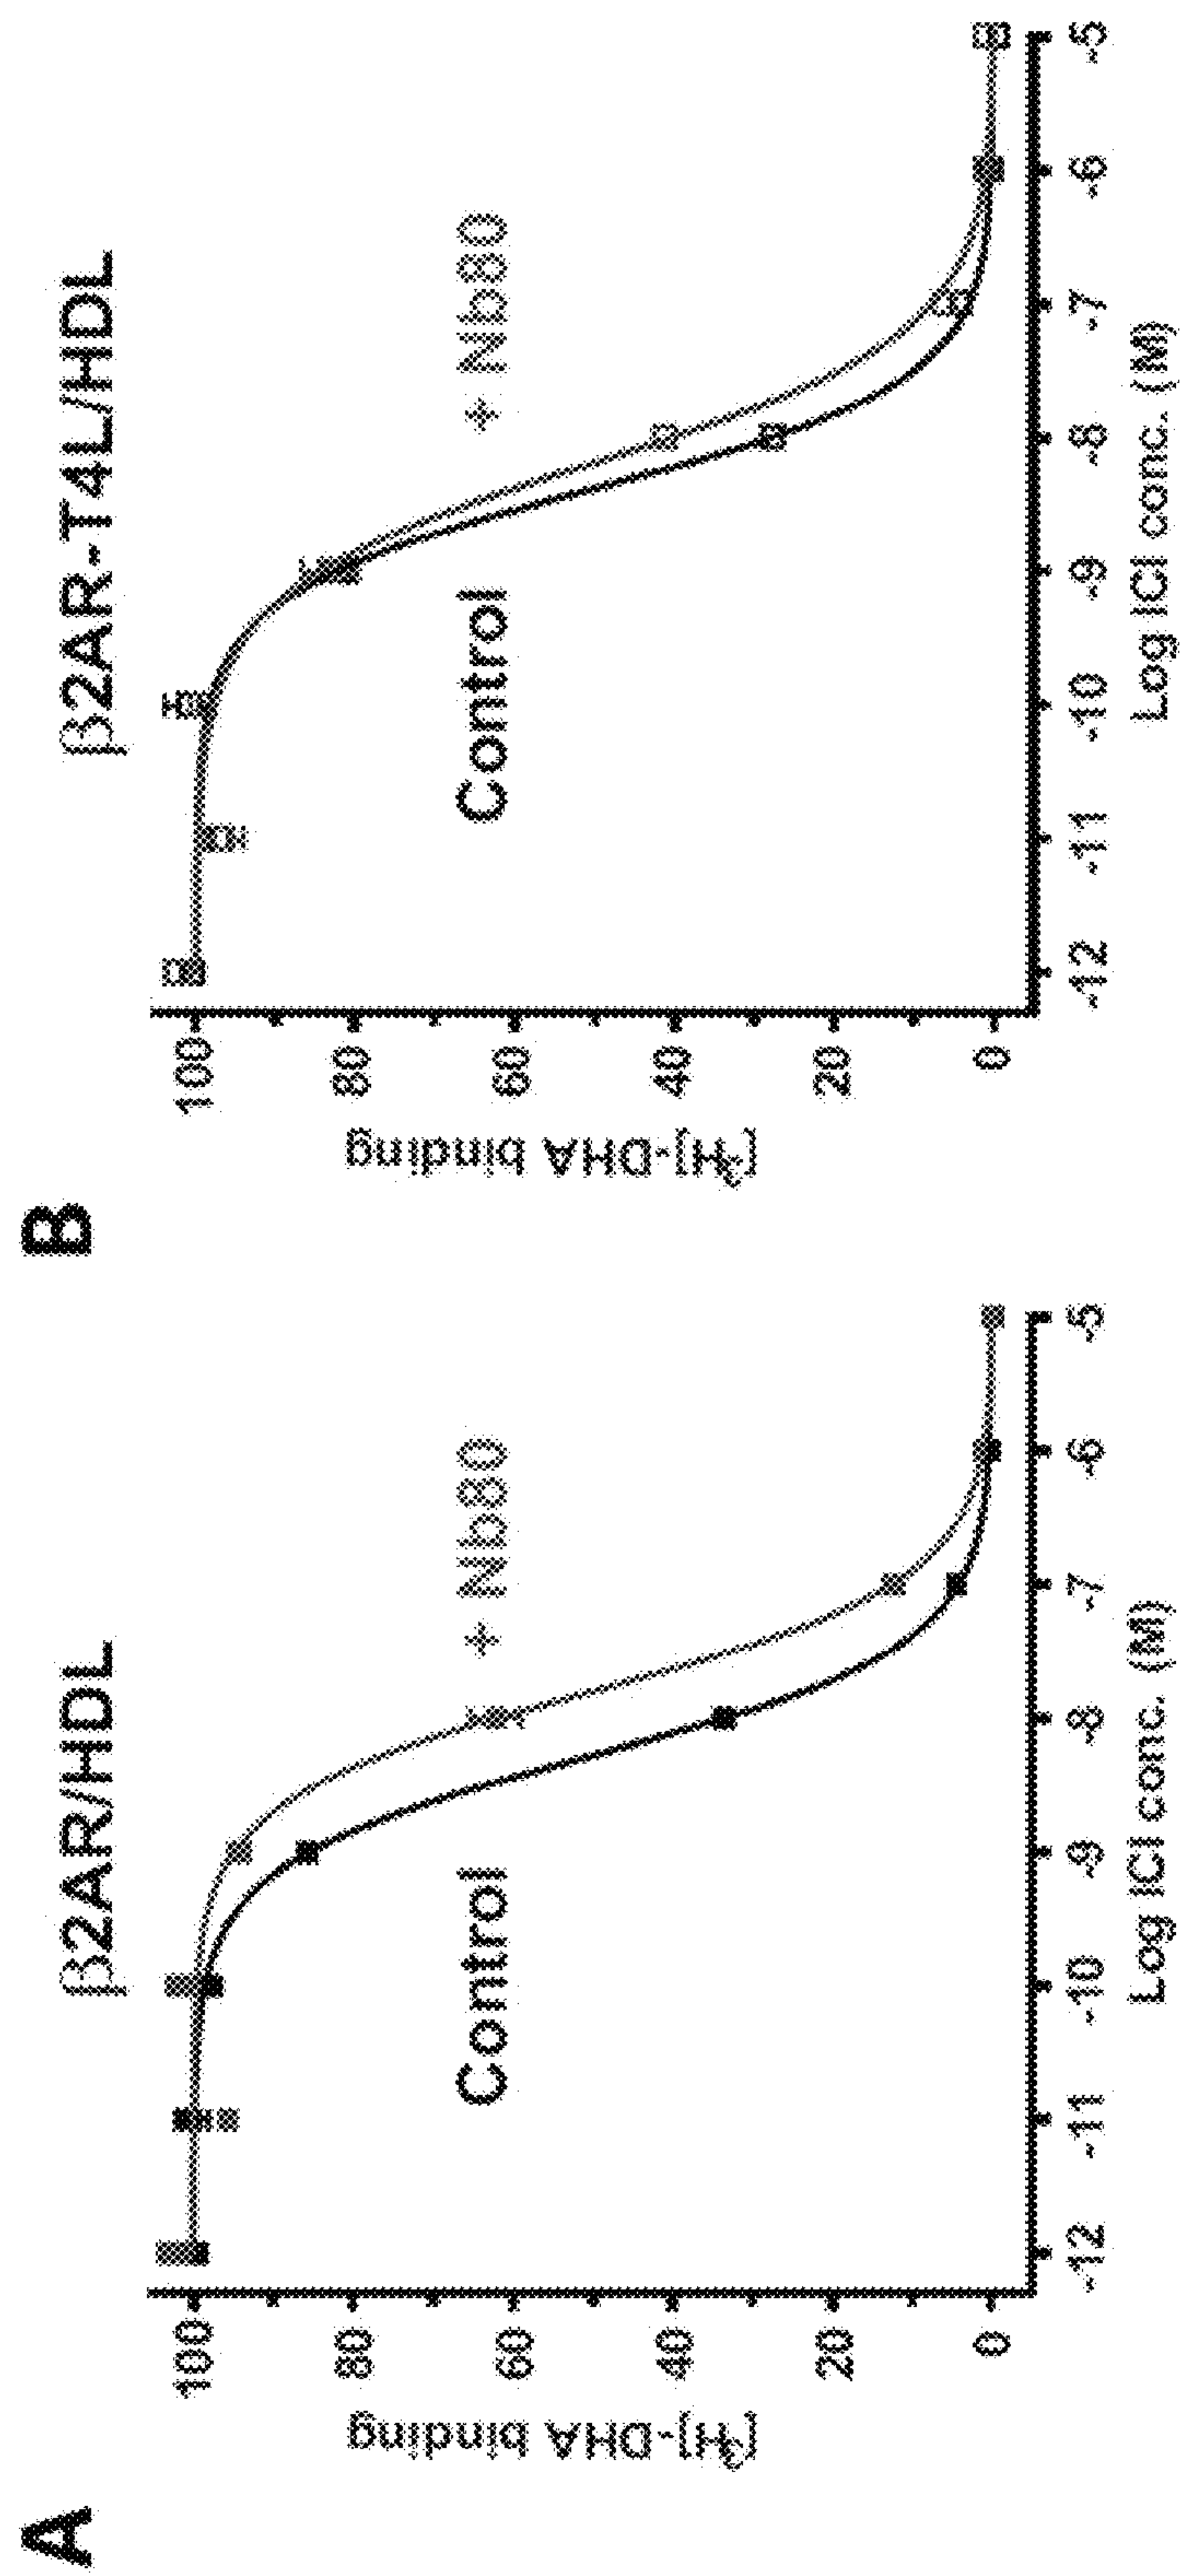 A
β2AR/HDL
[³H]-DHA binding
100
80
60
40
20
0
Control
+ Nb80
-12
-11
-10
-9
-8
-7
-6
-5
Log ICI conc. (M)
B
β2AR-T4L/HDL
[³H]-DHA binding
100
80
60
40
20
0
Control
+ Nb80
-12
-11
-10
-9
-8
-7
-6
-5
Log ICI conc. (M)